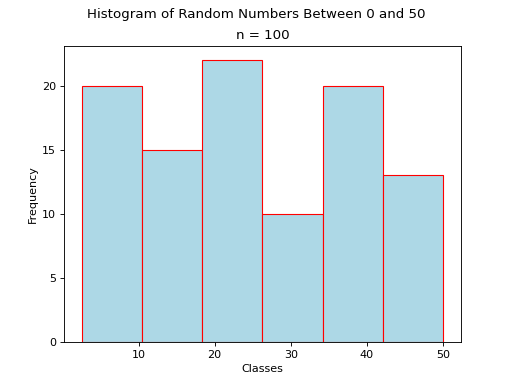 Histogram of Random Numbers Between 0 and 50
n = 100
20
15
10
5
0
Frequency
10 20 30 40 50
Classes